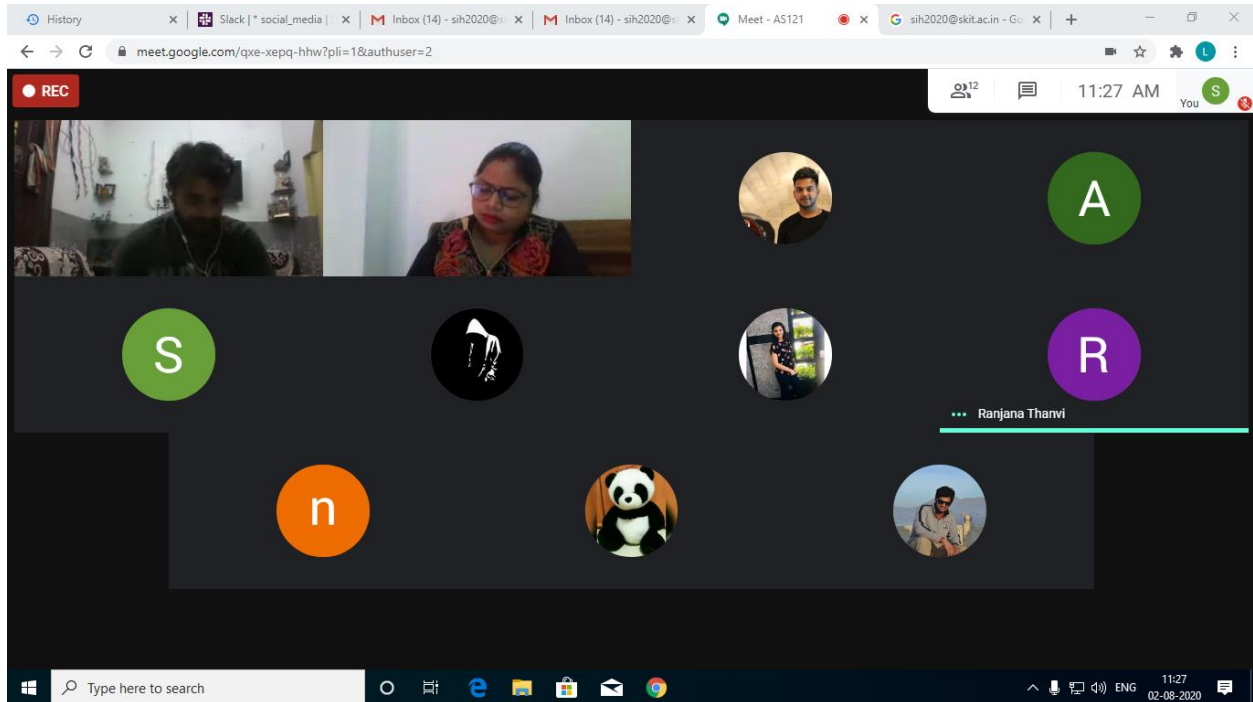 History
Slack | * social_media | S
Inbox (14) - sih2020@s
Inbox (14) - sih2020@s
Meet - AS121
sih2020@skit.ac.in - Go
meet.google.com/qxe-xepq-hhw?pli=1&authuser=2
L
REC
12
11:27 AM
You
S
A
S
R
Ranjana Thanvi
n
Type here to search
ENG
11:27
02-08-2020